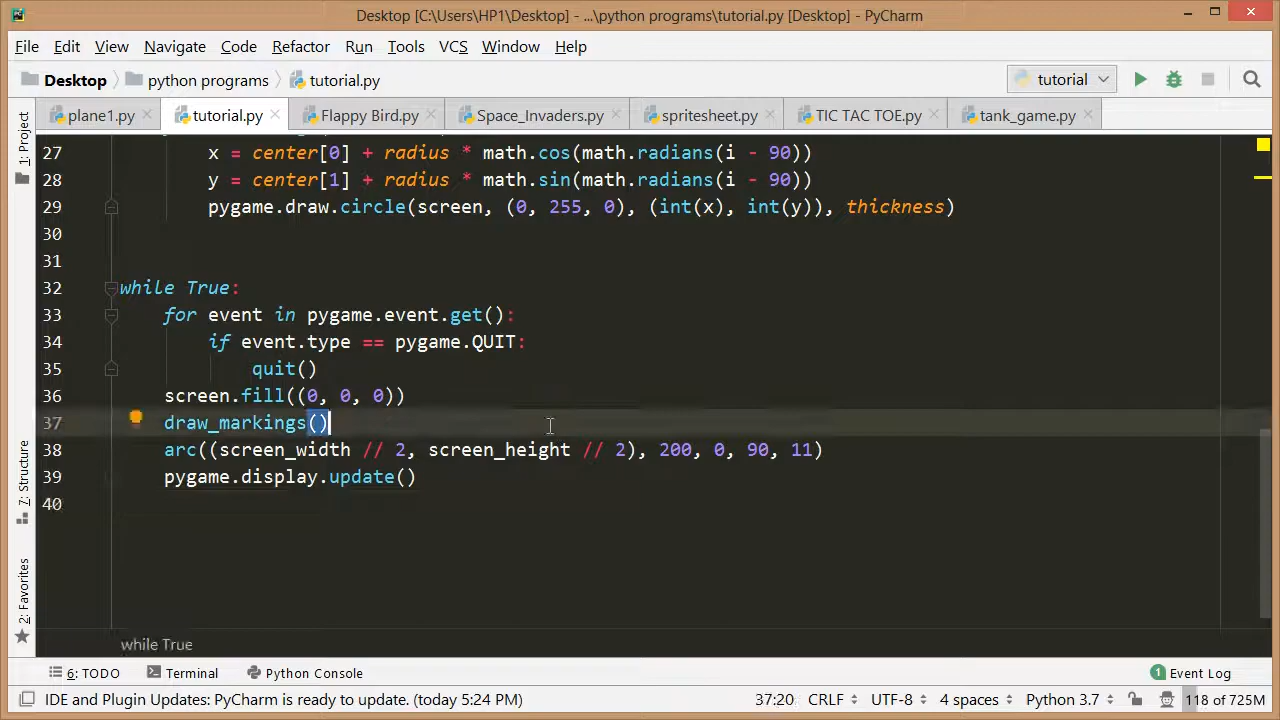 Desktop [C:\Users\HP1\Desktop] - ...\python programs\tutorial.py [Desktop] - PyCharm
File Edit View Navigate Code Refactor Run Tools VCS Window Help
Desktop python programs tutorial.py tutorial
1: Project
plane1.py tutorial.py Flappy Bird.py Space_Invaders.py spritesheet.py TIC TAC TOE.py tank_game.py
27 x = center[0] + radius * math.cos(math.radians(i - 90))
28 y = center[1] + radius * math.sin(math.radians(i - 90))
29 pygame.draw.circle(screen, (0, 255, 0), (int(x), int(y)), thickness)
30
31
32 while True:
33 for event in pygame.event.get():
34 if event.type == pygame.QUIT:
35 quit()
36 screen.fill((0, 0, 0))
37 draw_markings()
38 arc((screen_width // 2, screen_height // 2), 200, 0, 90, 11)
39 pygame.display.update()
40
7: Structure
2: Favorites
while True
6: TODO Terminal Python Console 1 Event Log
IDE and Plugin Updates: PyCharm is ready to update. (today 5:24 PM) 37:20 CRLF UTF-8 4 spaces Python 3.7 118 of 725M